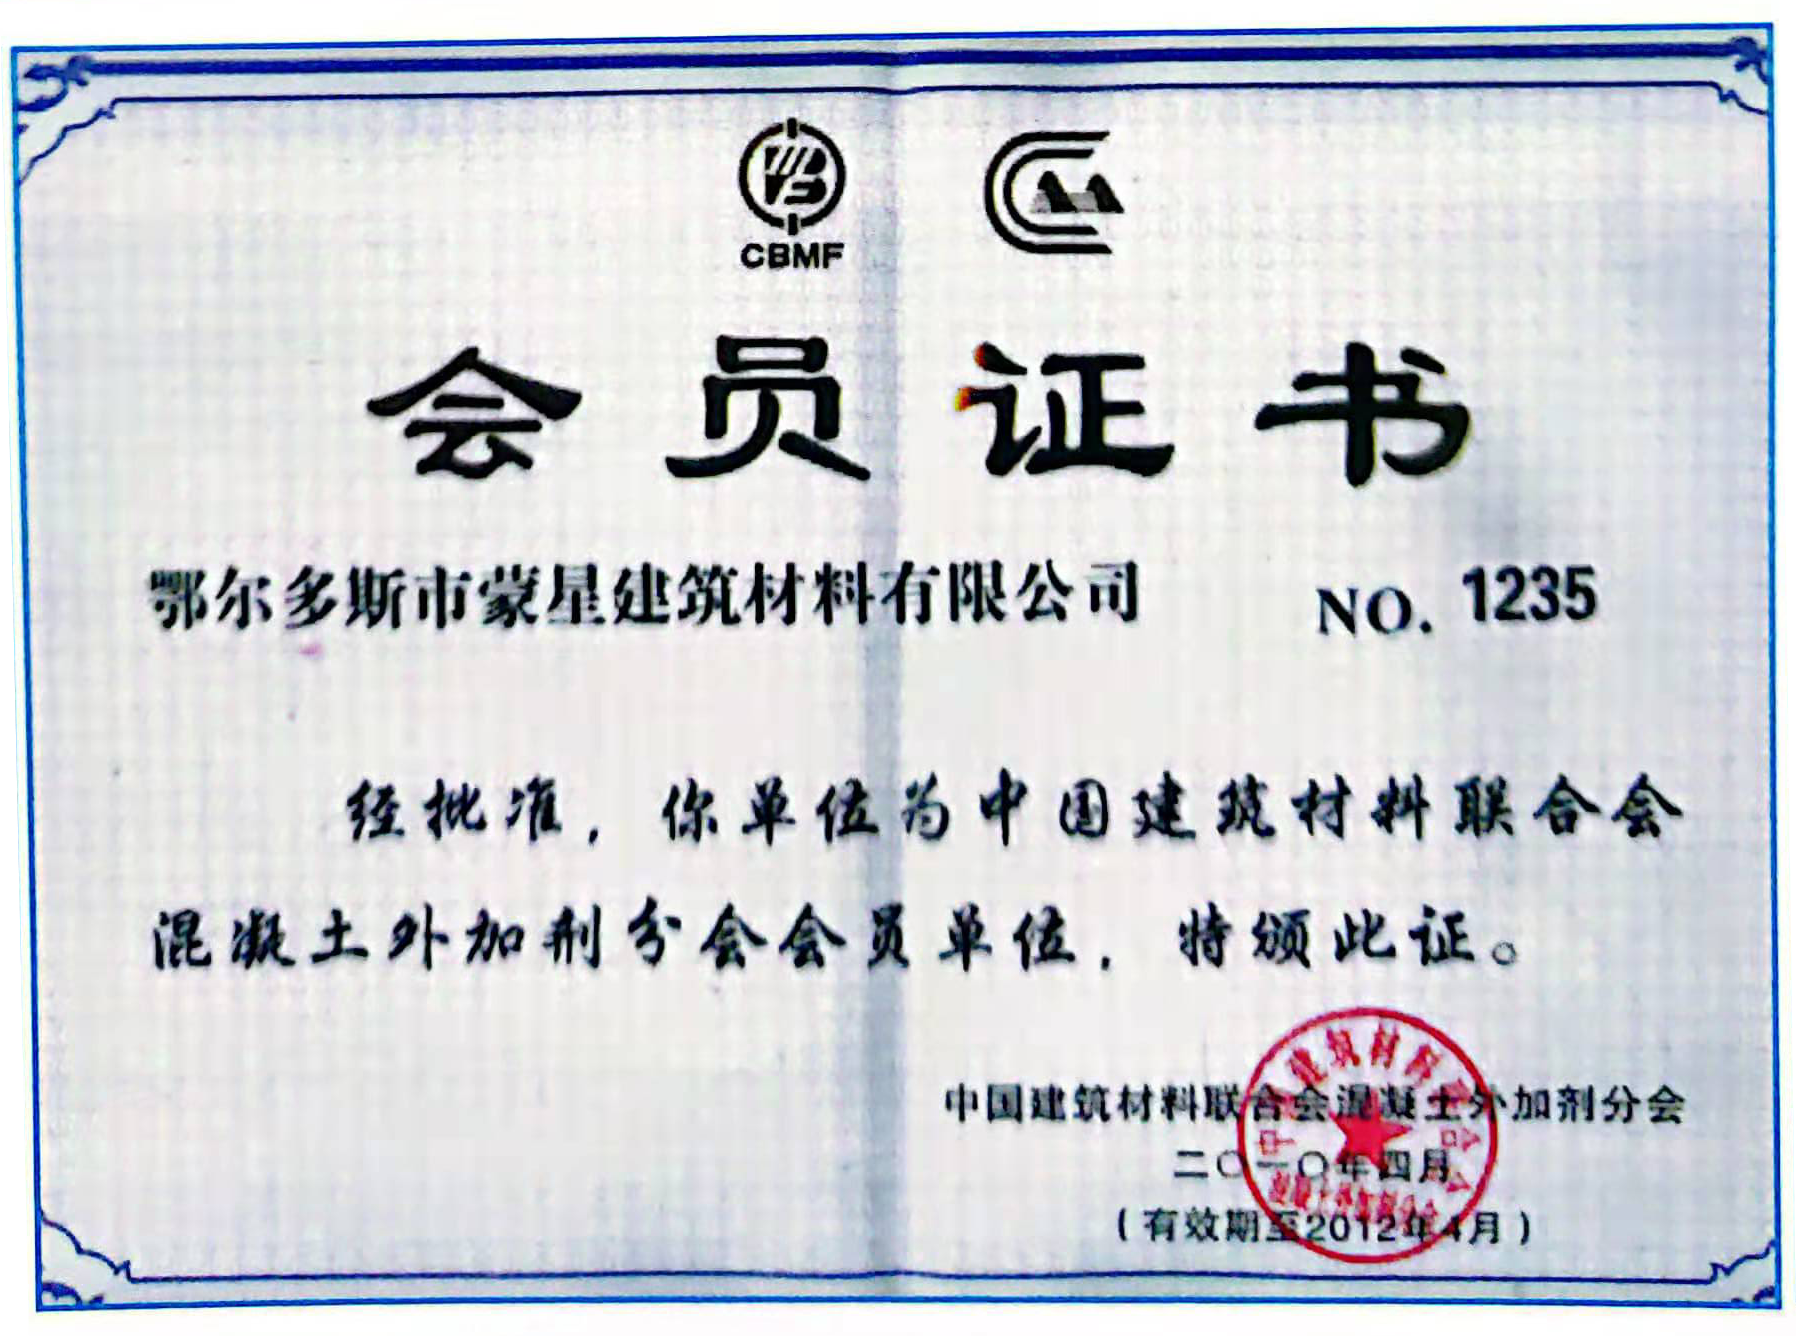 CBMF
会员证书
鄂尔多斯市蒙星建筑材料有限公司 NO. 1235
经批准，你单位为中国建筑材料联合会
混凝土外加剂分会会员单位，特颁此证。
中国建筑材料联合会混凝土外加剂分会
二〇一〇年四月
（有效期至2012年4月）